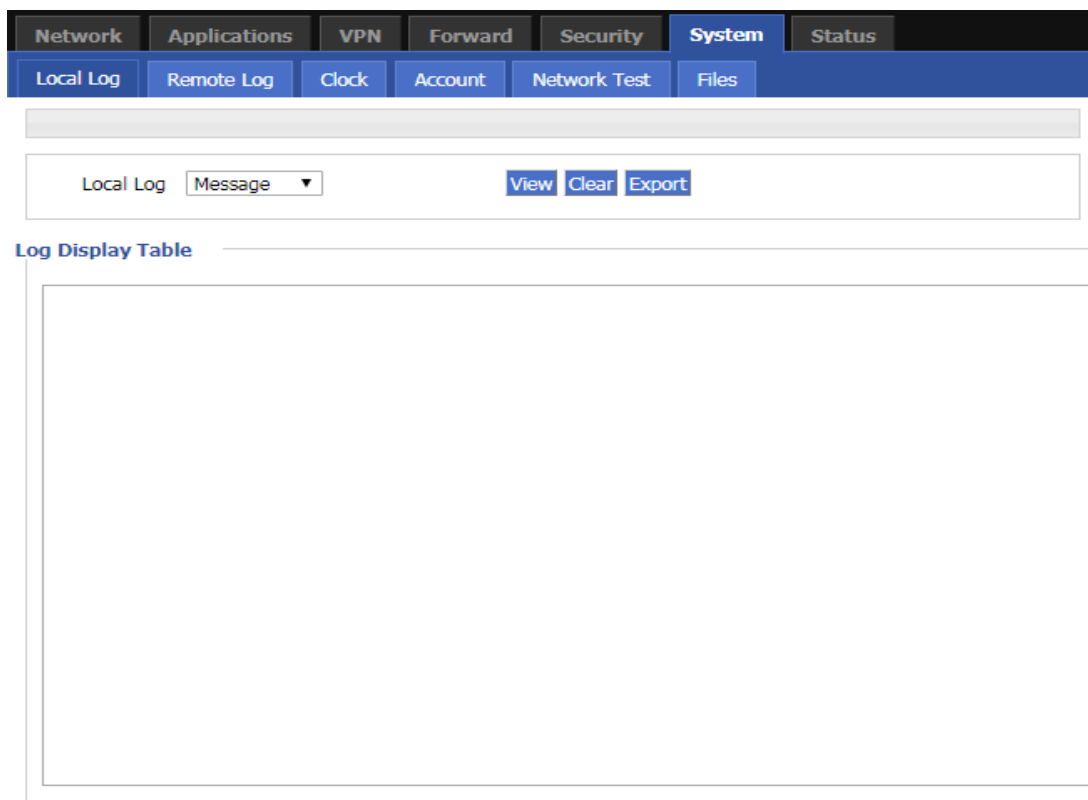 Network Applications VPN Forward Security System Status
Local Log Remote Log Clock Account Network Test Files
Local Log Message View Clear Export
Log Display Table